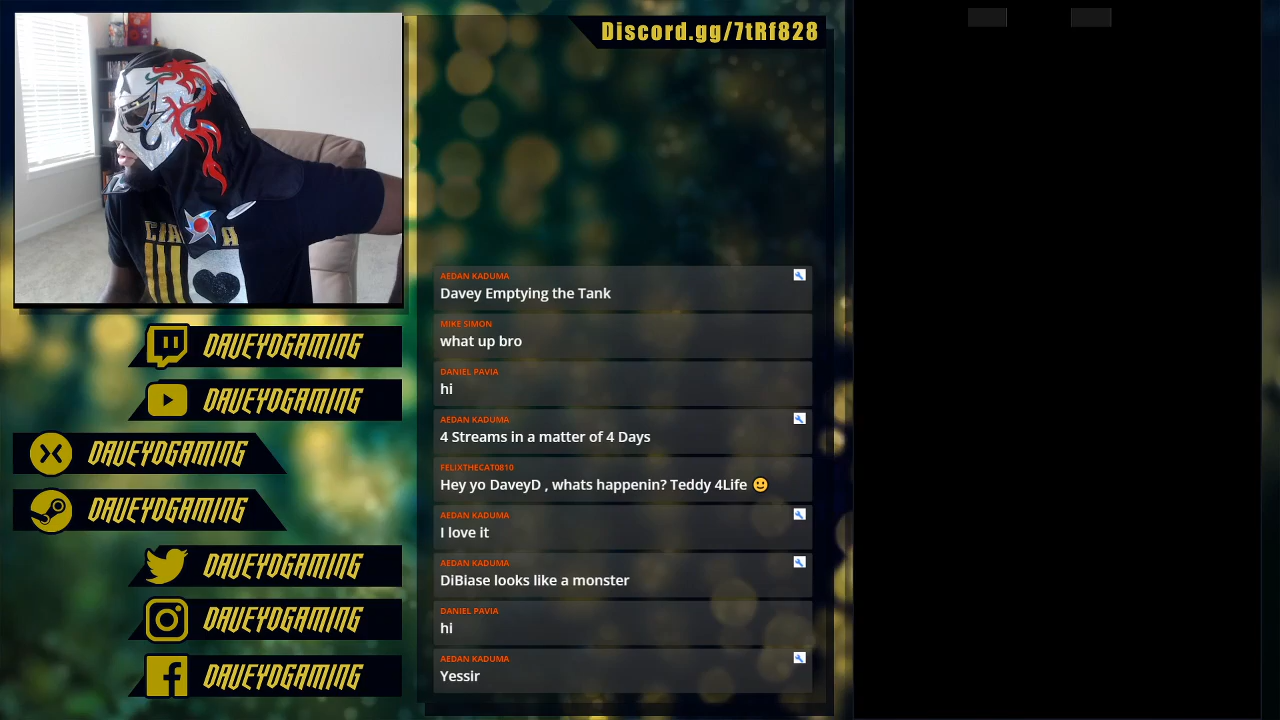 Discord.gg/7tRf828
DAVEYDGAMING
DAVEYDGAMING
DAVEYDGAMING
DAVEYDGAMING
DAVEYDGAMING
DAVEYDGAMING
DAVEYDGAMING
AEDAN KADUMA
Davey Emptying the Tank
MIKE SIMON
what up bro
DANIEL PAVIA
hi
AEDAN KADUMA
4 Streams in a matter of 4 Days
FELIXTHECAT0810
Hey yo DaveyD , whats happenin? Teddy 4Life 🙂
AEDAN KADUMA
I love it
AEDAN KADUMA
DiBiase looks like a monster
DANIEL PAVIA
hi
AEDAN KADUMA
Yessir